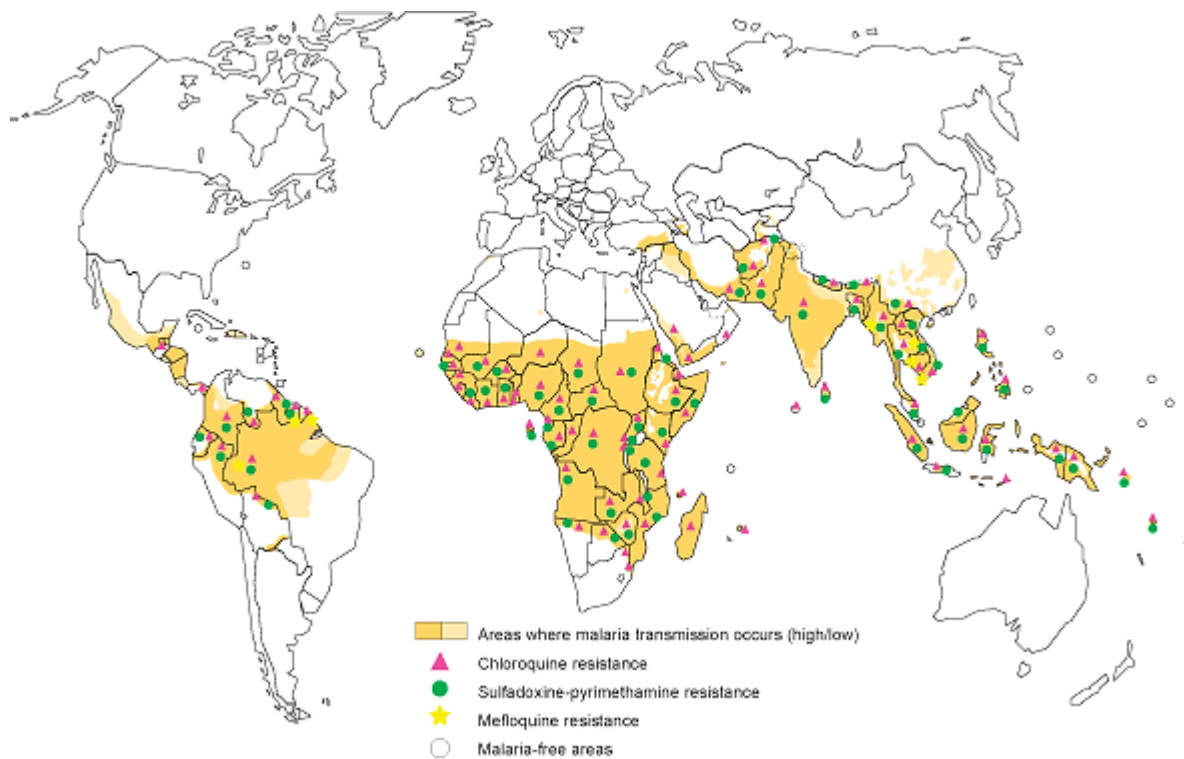 Areas where malaria transmission occurs (high/low)
Chloroquine resistance
Sulfadoxine-pyrimethamine resistance
Mefloquine resistance
Malaria-free areas